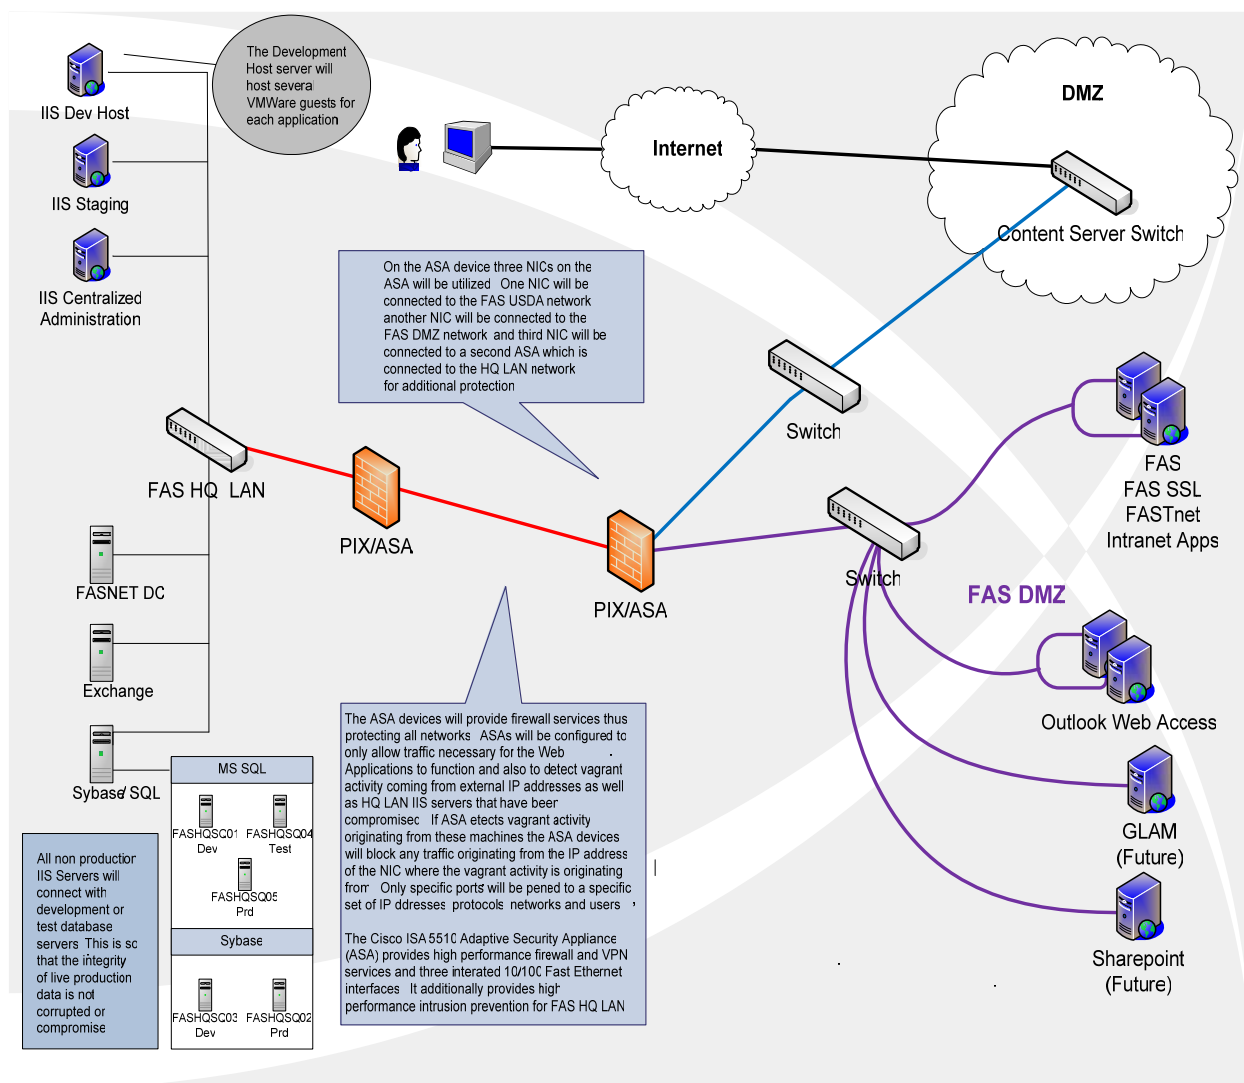 The Development
Host server will
host several
VMWare guests for
each application
IIS Dev Host
IIS Staging
IIS Centralized
Administration
Internet
DMZ
Content Server Switch
On the ASA device three NICs on the
ASA will be utilized One NIC will be
connected to the FAS USDA network
another NIC will be connected to the
FAS DMZ network and third NIC will be
connected to a second ASA which is
connected to the HQ LAN network
for additional protection
Switch
FAS HQ LAN
PIX/ASA
PIX/ASA
Switch
FAS
FAS SSL
FASTnet
Intranet Apps
FAS DMZ
FASNET DC
Exchange
Sybase/ SQL
Outlook Web Access
GLAM
(Future)
Sharepoint
(Future)
The ASA devices will provide firewall services thus
protecting all networks ASAs will be configured to
only allow traffic necessary for the Web .
Applications to function and also to detect vagrant
activity coming from external IP addresses as well
as HQ LAN IIS servers that have been
compromised If ASA etects vagrant activity
originating from these machines the ASA devices
will block any traffic originating from the IP address
of the NIC where the vagrant activity is originating
from Only specific ports will be pened to a specific
set of IP ddresses protocols networks and users ,
The Cisco ISA 5510 Adaptive Security Appliance
(ASA) provides high performance firewall and VPN
services and three interated 10/100 Fast Ethernet
interfaces It additionally provides high
performance intrusion prevention for FAS HQ LAN
MS SQL
FASHQSQ01
Dev
FASHQSQ04
Test
FASHQSQ05
Prd
Sybase
FASHQSQ03
Dev
FASHQSQ02
Prd
All non production
IIS Servers will
connect with
development or
test database
servers This is so
that the integrity
of live production
data is not
corrupted or
compromise